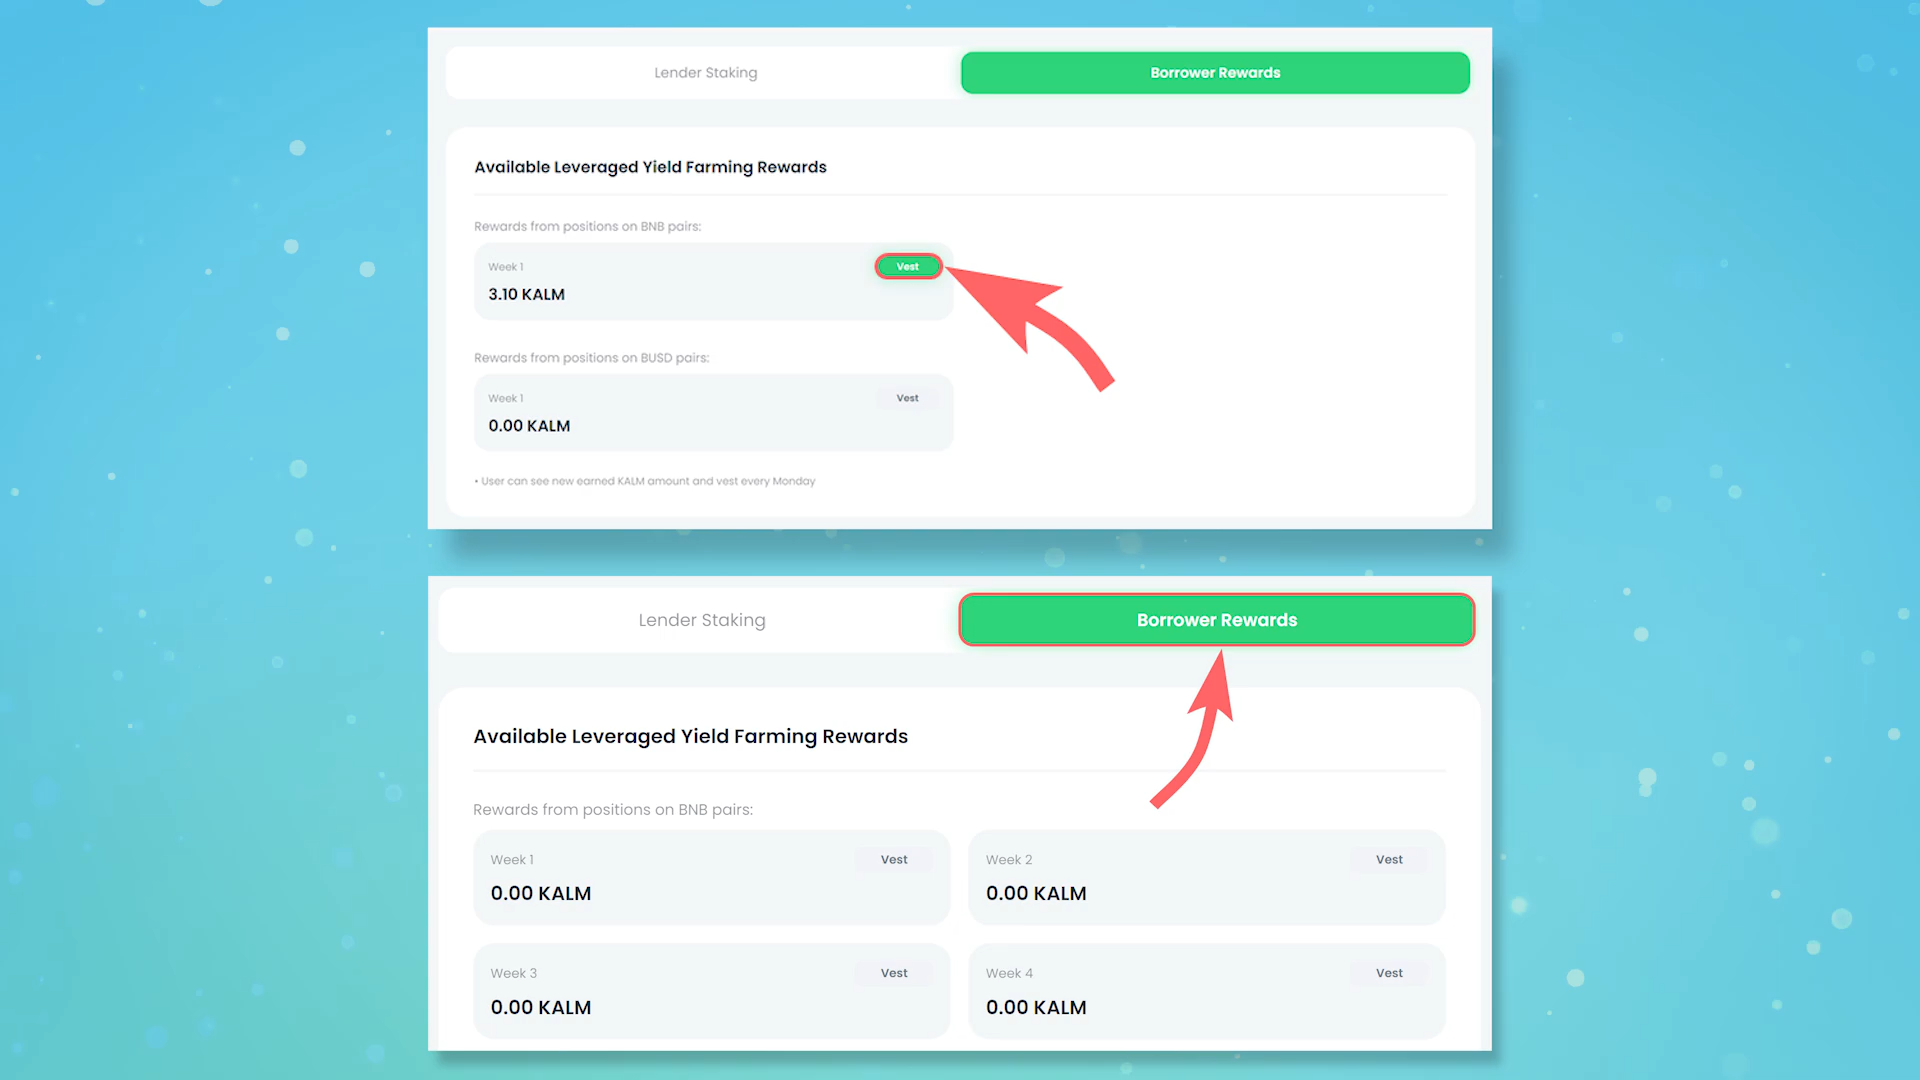 Lender Staking
Borrower Rewards
Available Leveraged Yield Farming Rewards
Rewards from positions on BNB pairs:
Week 1
Vest
3.10 KALM
Rewards from positions on BUSD pairs:
Week 1
Vest
0.00 KALM
• User can see new earned KALM amount and vest every Monday
Lender Staking
Borrower Rewards
Available Leveraged Yield Farming Rewards
Rewards from positions on BNB pairs:
Week 1
Vest
0.00 KALM
Week 2
Vest
0.00 KALM
Week 3
Vest
0.00 KALM
Week 4
Vest
0.00 KALM